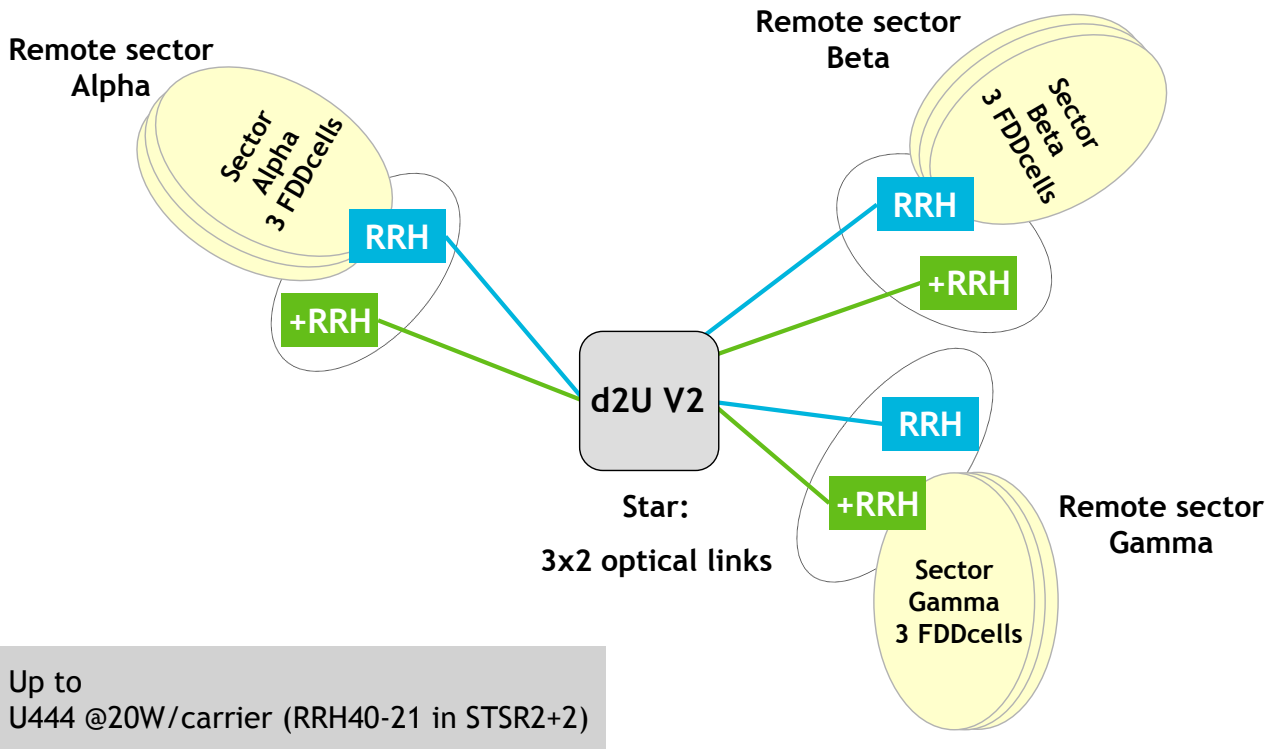 Remote sector
Alpha
Sector
Alpha
3 FDDcells
RRH
+RRH
Remote sector
Beta
Sector
Beta
3 FDDcells
RRH
+RRH
d2U V2
Star:
3x2 optical links
RRH
+RRH
Remote sector
Gamma
Sector
Gamma
3 FDDcells
Up to
U444 @20W/carrier (RRH40-21 in STSR2+2)